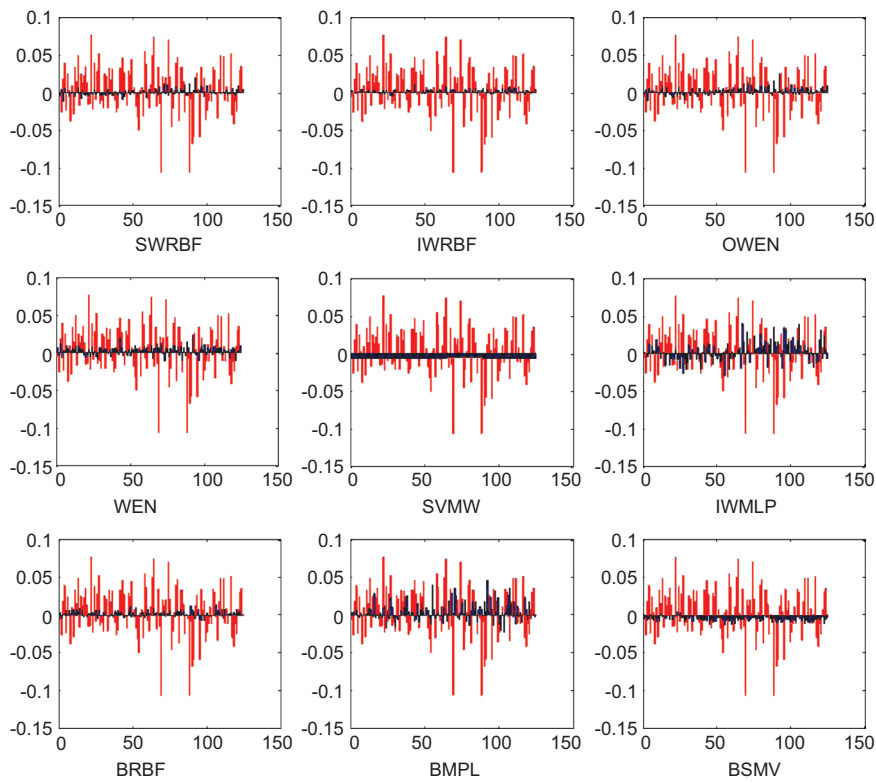 0.1 0.1 0.1
0.05 0.05 0.05
0 0 0
-0.05 -0.05 -0.05
-0.1 -0.1 -0.1
-0.15 -0.15 -0.15
0 50 100 150 0 50 100 150 0 50 100 150
SWRBF IWRBF OWEN
0.1 0.1 0.1
0.05 0.05 0.05
0 0 0
-0.05 -0.05 -0.05
-0.1 -0.1 -0.1
-0.15 -0.15 -0.15
0 50 100 150 0 50 100 150 0 50 100 150
WEN SVMW IWMLP
0.1 0.1 0.1
0.05 0.05 0.05
0 0 0
-0.05 -0.05 -0.05
-0.1 -0.1 -0.1
-0.15 -0.15 -0.15
0 50 100 150 0 50 100 150 0 50 100 150
BRBF BMPL BSMV